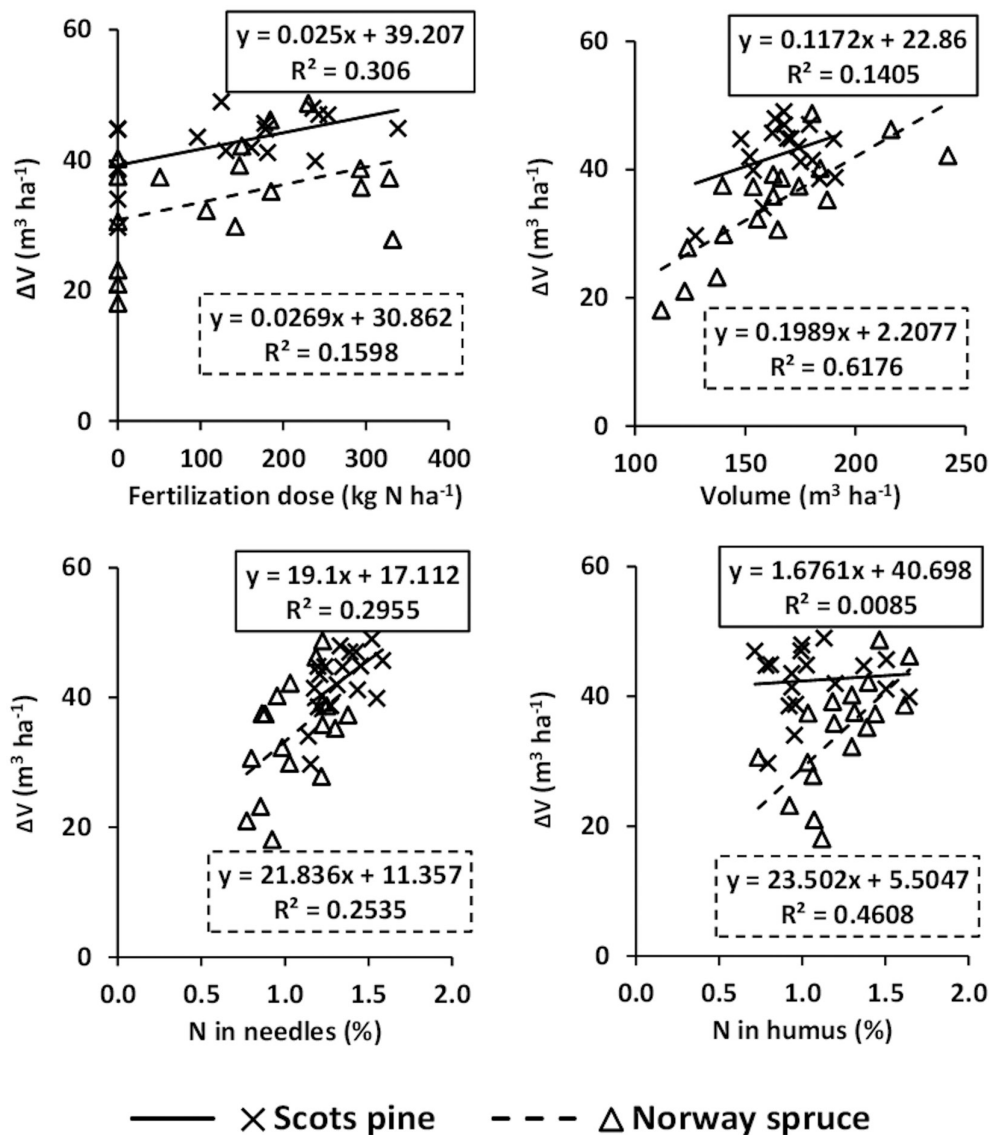 60
40
20
0
ΔV (m³ ha⁻¹)
y = 0.025x + 39.207
R² = 0.306
y = 0.0269x + 30.862
R² = 0.1598
0 100 200 300 400
Fertilization dose (kg N ha⁻¹)
60
40
20
0
ΔV (m³ ha⁻¹)
y = 0.1172x + 22.86
R² = 0.1405
y = 0.1989x + 2.2077
R² = 0.6176
100 150 200 250
Volume (m³ ha⁻¹)
60
40
20
0
ΔV (m³ ha⁻¹)
y = 19.1x + 17.112
R² = 0.2955
y = 21.836x + 11.357
R² = 0.2535
0.0 0.5 1.0 1.5 2.0
N in needles (%)
60
40
20
0
ΔV (m³ ha⁻¹)
y = 1.6761x + 40.698
R² = 0.0085
y = 23.502x + 5.5047
R² = 0.4608
0.0 0.5 1.0 1.5 2.0
N in humus (%)
Scots pine Norway spruce